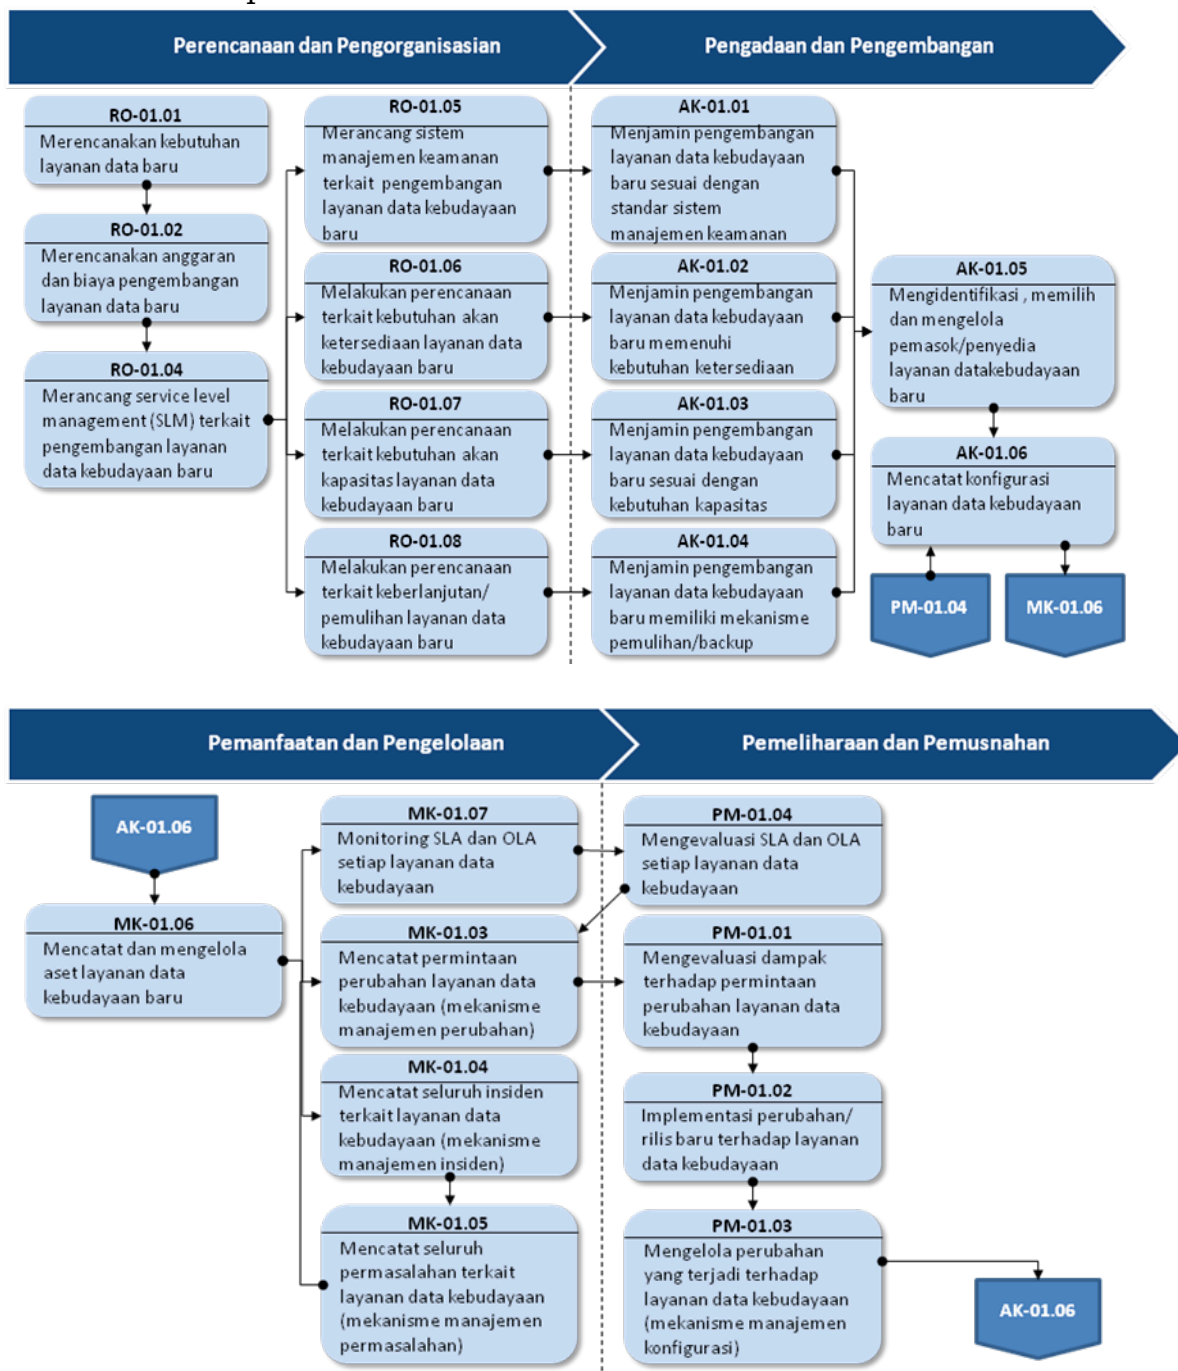 Perencanaan dan Pengorganisasian
Pengadaan dan Pengembangan
RO-01.01
Merencanakan kebutuhan
layanan data baru
RO-01.02
Merencanakan anggaran
dan biaya pengembangan
layanan data baru
RO-01.04
Merancang service level
management (SLM) terkait
pengembangan layanan
data kebudayaan baru
RO-01.05
Merancang sistem
manajemen keamanan
terkait pengembangan
layanan data kebudayaan
baru
RO-01.06
Melakukan perencanaan
terkait kebutuhan akan
ketersediaan layanan data
kebudayaan baru
RO-01.07
Melakukan perencanaan
terkait kebutuhan akan
kapasitas layanan data
kebudayaan baru
RO-01.08
Melakukan perencanaan
terkait keberlanjutan/
pemulihan layanan data
kebudayaan baru
AK-01.01
Menjamin pengembangan
layanan data kebudayaan
baru sesuai dengan
standar sistem
manajemen keamanan
AK-01.02
Menjamin pengembangan
layanan data kebudayaan
baru memenuhi
kebutuhan ketersediaan
AK-01.03
Menjamin pengembangan
layanan data kebudayaan
baru sesuai dengan
kebutuhan kapasitas
AK-01.04
Menjamin pengembangan
layanan data kebudayaan
baru memiliki mekanisme
pemulihan/backup
AK-01.05
Mengidentifikasi , memilih
dan mengelola
pemasok/penyedia
layanan datakebudayaan
baru
AK-01.06
Mencatat konfigurasi
layanan data kebudayaan
baru
PM-01.04
MK-01.06
Pemanfaatan dan Pengelolaan
Pemeliharaan dan Pemusnahan
AK-01.06
MK-01.06
Mencatat dan mengelola
aset layanan data
kebudayaan baru
MK-01.07
Monitoring SLA dan OLA
setiap layanan data
kebudayaan
MK-01.03
Mencatat permintaan
perubahan layanan data
kebudayaan (mekanisme
manajemen perubahan)
MK-01.04
Mencatat seluruh insiden
terkait layanan data
kebudayaan (mekanisme
manajemen insiden)
MK-01.05
Mencatat seluruh
permasalahan terkait
layanan data kebudayaan
(mekanisme manajemen
permasalahan)
PM-01.04
Mengevaluasi SLA dan OLA
setiap layanan data
kebudayaan
PM-01.01
Mengevaluasi dampak
terhadap permintaan
perubahan layanan data
kebudayaan
PM-01.02
Implementasi perubahan/
rilis baru terhadap layanan
data kebudayaan
PM-01.03
Mengelola perubahan
yang terjadi terhadap
layanan data kebudayaan
(mekanisme manajemen
konfigurasi)
AK-01.06